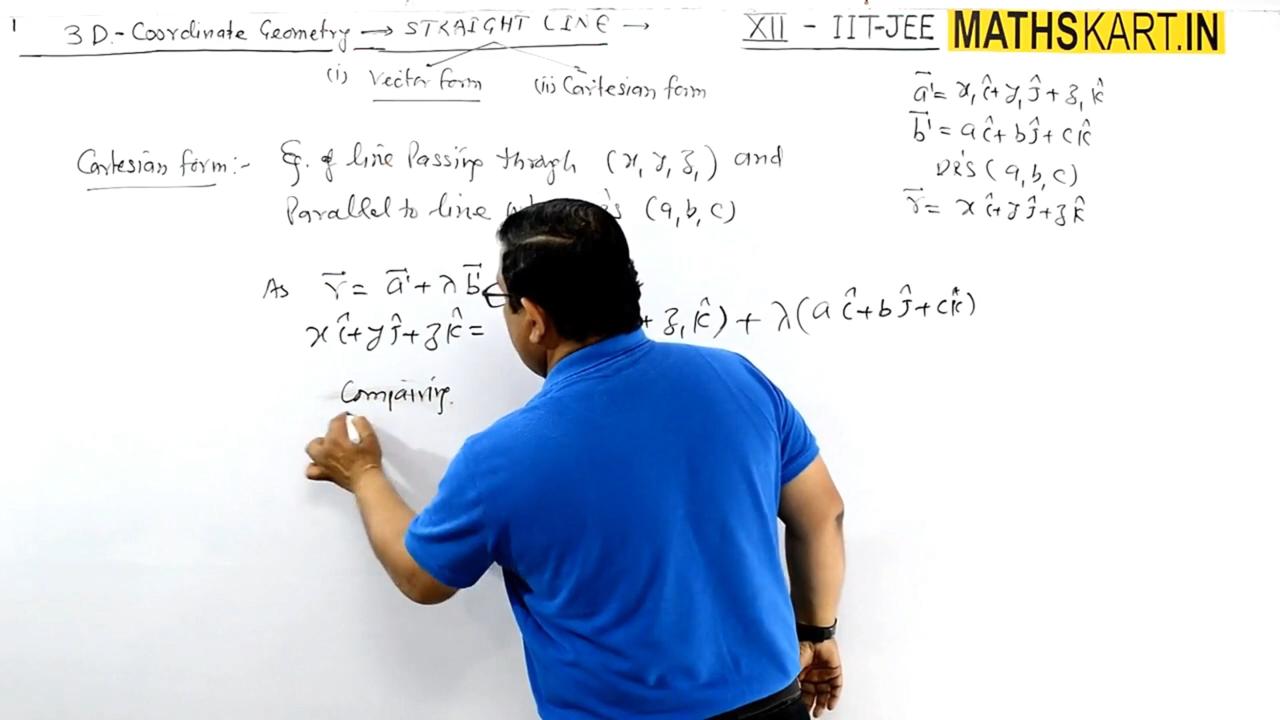 1
3D.-Coordinate Geometry → STRAIGHT LINE →
XII - IIT-JEE MATHSKART.IN
(i) Vector form (ii) Cartesian form
a⃗ = x₁î + y₁ĵ + z₁k̂
b⃗ = aî + bĵ + ck̂
DR'S (a, b, c)
r⃗ = xî + yĵ + zk̂
Cartesian form:- Eq. of line Passing through (x₁ y₁ z₁) and
Parallel to line 's (a, b, c)
As r⃗ = a⃗ + λb⃗
xî + yĵ + zk̂ = + z₁k̂) + λ(aî + bĵ + ck̂)
Comparing.